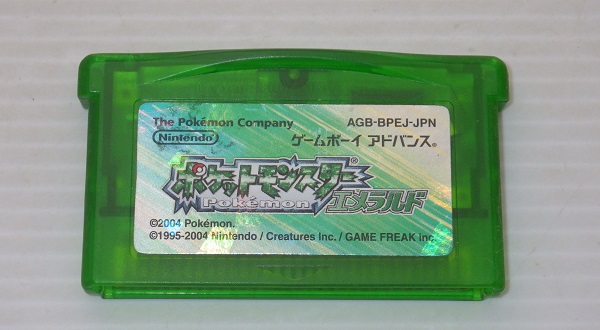 The Pokémon Company
AGB-BPEJ-JPN
Nintendo
ゲームボーイ アドバンス®
ポケットモンスター
Pokémon
エメラルド
©2004 Pokémon.
©1995-2004 Nintendo / Creatures Inc. / GAME FREAK inc.